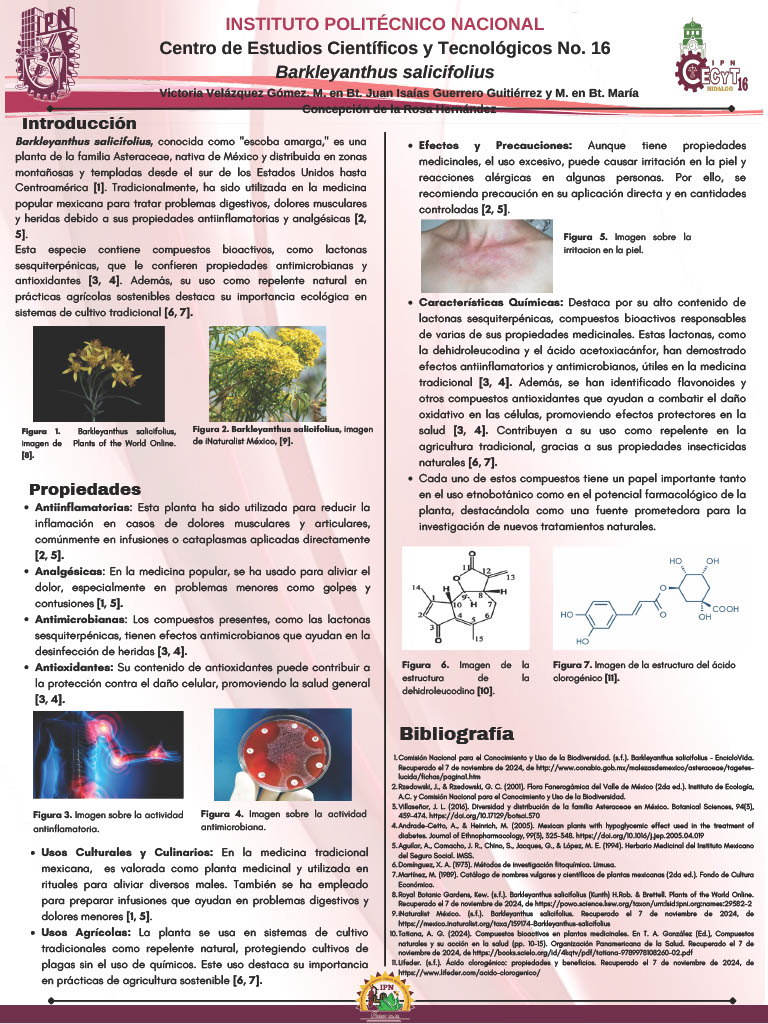 INSTITUTO POLITÉCNICO NACIONAL
Centro de Estudios Científicos y Tecnológicos No. 16
Barkleyanthus salicifolius
Victoria Velázquez Gómez. M. en Bt. Juan Isaías Guerrero Guitiérrez y M. en Bt. María
Concepción de la Rosa Hernández
IPN
IPN
CECYT16
HIDALGO
Introducción
Barkleyanthus salicifolius, conocida como "escoba amarga," es una
planta de la familia Asteraceae, nativa de México y distribuida en zonas
montañosas y templadas desde el sur de los Estados Unidos hasta
Centroamérica [1]. Tradicionalmente, ha sido utilizada en la medicina
popular mexicana para tratar problemas digestivos, dolores musculares
y heridas debido a sus propiedades antiinflamatorias y analgésicas [2,
5].
Esta especie contiene compuestos bioactivos, como lactonas
sesquiterpénicas, que le confieren propiedades antimicrobianas y
antioxidantes [3, 4]. Además, su uso como repelente natural en
prácticas agrícolas sostenibles destaca su importancia ecológica en
sistemas de cultivo tradicional [6, 7].
Figura 1. Barkleyanthus salicifolius,
imagen de Plants of the World Online.
[8].
Figura 2. Barkleyanthus salicifolius, imagen
de iNaturalist México, [9].
Propiedades
• Antiinflamatorias: Esta planta ha sido utilizada para reducir la
inflamación en casos de dolores musculares y articulares,
comúnmente en infusiones o cataplasmas aplicadas directamente
[2, 5].
• Analgésicas: En la medicina popular, se ha usado para aliviar el
dolor, especialmente en problemas menores como golpes y
contusiones [1, 5].
• Antimicrobianas: Los compuestos presentes, como las lactonas
sesquiterpénicas, tienen efectos antimicrobianos que ayudan en la
desinfección de heridas [3, 4].
• Antioxidantes: Su contenido de antioxidantes puede contribuir a
la protección contra el daño celular, promoviendo la salud general
[3, 4].
Figura 3. Imagen sobre la actividad
antiinflatoria.
Figura 4. Imagen sobre la actividad
antimicrobiana.
• Usos Culturales y Culinarios: En la medicina tradicional
mexicana, es valorada como planta medicinal y utilizada en
rituales para aliviar diversos males. También se ha empleado
para preparar infusiones que ayudan en problemas digestivos y
dolores menores [1, 5].
• Usos Agrícolas: La planta se usa en sistemas de cultivo
tradicionales como repelente natural, protegiendo cultivos de
plagas sin el uso de químicos. Este uso destaca su importancia
en prácticas de agricultura sostenible [6, 7].
• Efectos y Precauciones: Aunque tiene propiedades
medicinales, el uso excesivo, puede causar irritación en la piel y
reacciones alérgicas en algunas personas. Por ello, se
recomienda precaución en su aplicación directa y en cantidades
controladas [2, 5].
Figura 5. Imagen sobre la
irritacion en la piel.
• Características Químicas: Destaca por su alto contenido de
lactonas sesquiterpénicas, compuestos bioactivos responsables
de varias de sus propiedades medicinales. Estas lactonas, como
la dehidroleucodina y el ácido acetoxiacánfor, han demostrado
efectos antiinflamatorios y antimicrobianos, útiles en la medicina
tradicional [3, 4]. Además, se han identificado flavonoides y
otros compuestos antioxidantes que ayudan a combatir el daño
oxidativo en las células, promoviendo efectos protectores en la
salud [3, 4]. Contribuyen a su uso como repelente en la
agricultura tradicional, gracias a sus propiedades insecticidas
naturales [6, 7].
• Cada uno de estos compuestos tiene un papel importante tanto
en el uso etnobotánico como en el potencial farmacológico de la
planta, destacándola como una fuente prometedora para la
investigación de nuevos tratamientos naturales.
O 11 12 13 O 14 H 1 10 9 8 H 2 3 4 5 6 7 H 15 O
HO OH O COOH O OH HO HO
Figura 6. Imagen de la
estructura de la
dehidroleucodina [10].
Figura 7. Imagen de la estructura del ácido
clorogénico [11].
Bibliografía
1. Comisión Nacional para el Conocimiento y Uso de la Biodiversidad. (s.f.). Barkleyanthus salicifolius - EncicloVida.
Recuperado el 7 de noviembre de 2024, de http://www.conabio.gob.mx/malezasdemexico/asteraceae/tagetes-
lucida/fichas/pagina1.htm
2. Rzedowski, J., & Rzedowski, G. C. (2001). Flora Fanerogámica del Valle de México (2da ed.). Instituto de Ecología,
A.C. y Comisión Nacional para el Conocimiento y Uso de la Biodiversidad.
3. Villaseñor, J. L. (2016). Diversidad y distribución de la familia Asteraceae en México. Botanical Sciences, 94(3),
459-474. https://doi.org/10.17129/botsci.570
4. Andrade-Cetto, A., & Heinrich, M. (2005). Mexican plants with hypoglycemic effect used in the treatment of
diabetes. Journal of Ethnopharmacology, 99(3), 325-348. https://doi.org/10.1016/j.jep.2005.04.019
5. Aguilar, A., Camacho, J. R., Chino, S., Jacques, G., & López, M. E. (1994). Herbario Medicinal del Instituto Mexicano
del Seguro Social. IMSS.
6. Domínguez, X. A. (1973). Métodos de investigación fitoquímica. Limusa.
7. Martínez, M. (1989). Catálogo de nombres vulgares y científicos de plantas mexicanas (2da ed.). Fondo de Cultura
Económica.
8. Royal Botanic Gardens, Kew. (s.f.). Barkleyanthus salicifolius (Kunth) H.Rob. & Brettell. Plants of the World Online.
Recuperado el 7 de noviembre de 2024, de https://powo.science.kew.org/taxon/urn:lsid:ipni.org:names:29582-2
9. iNaturalist México. (s.f.). Barkleyanthus salicifolius. Recuperado el 7 de noviembre de 2024, de
https://mexico.inaturalist.org/taxa/159174-Barkleyanthus-salicifolius
10. Tatiana, A. G. (2024). Compuestos bioactivos en plantas medicinales. En T. A. González (Ed.), Compuestos
naturales y su acción en la salud (pp. 10-15). Organización Panamericana de la Salud. Recuperado el 7 de
noviembre de 2024, de https://books.scielo.org/id/4tqtv/pdf/tatiana-9789978108260-02.pdf
11. Lifeder. (s.f.). Ácido clorogénico: propiedades y beneficios. Recuperado el 7 de noviembre de 2024, de
https://www.lifeder.com/acido-clorogenico/
IPN